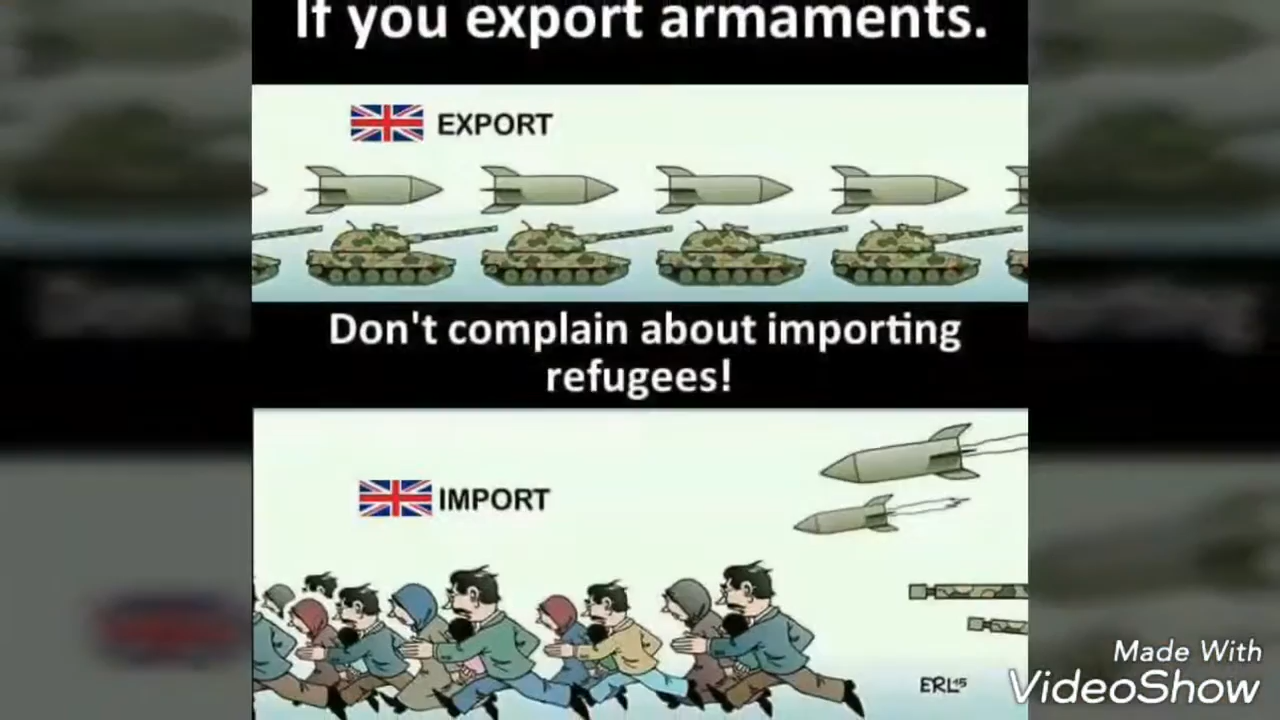 If you export armaments.
EXPORT
Don't complain about importing
refugees!
IMPORT
ERL15
Made With
VideoShow